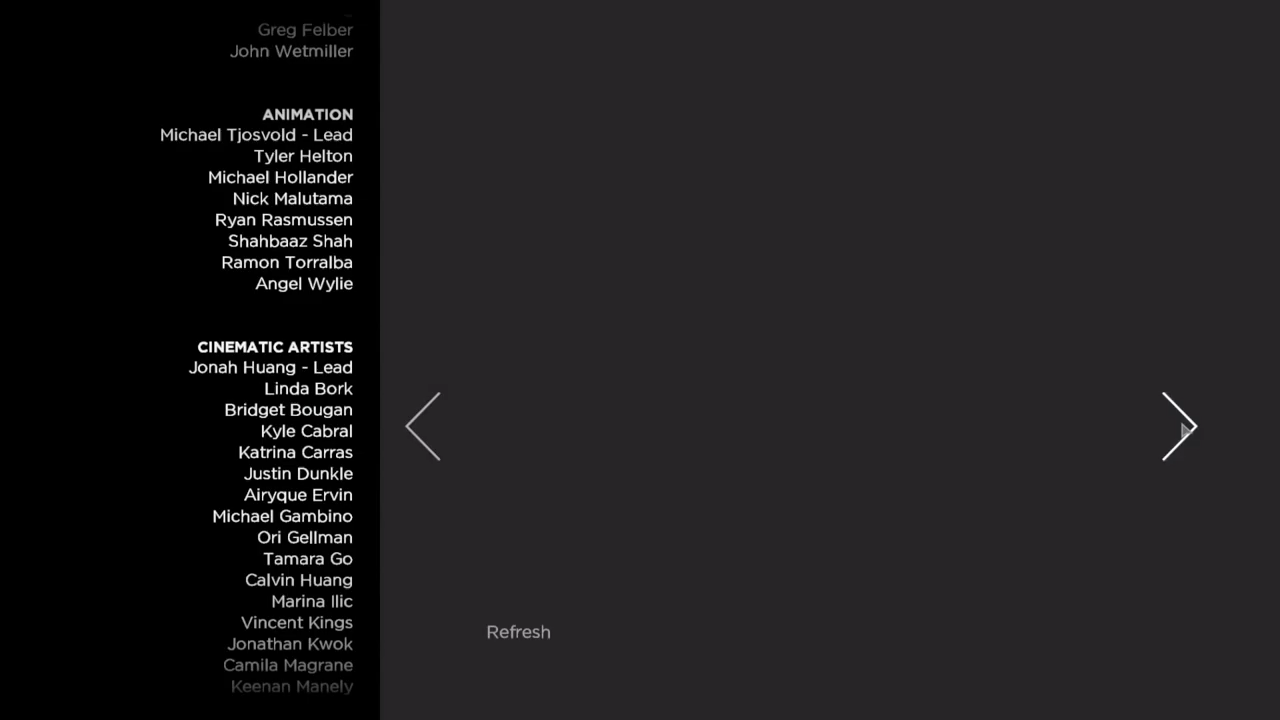 Greg Felber
John Wetmiller
ANIMATION
Michael Tjosvold - Lead
Tyler Helton
Michael Hollander
Nick Malutama
Ryan Rasmussen
Shahbaaz Shah
Ramon Torralba
Angel Wylie
CINEMATIC ARTISTS
Jonah Huang - Lead
Linda Bork
Bridget Bougan
Kyle Cabral
Katrina Carras
Justin Dunkle
Airyque Ervin
Michael Gambino
Ori Gellman
Tamara Go
Calvin Huang
Marina Ilic
Vincent Kings
Jonathan Kwok
Camila Magrane
Keenan Manely
Refresh